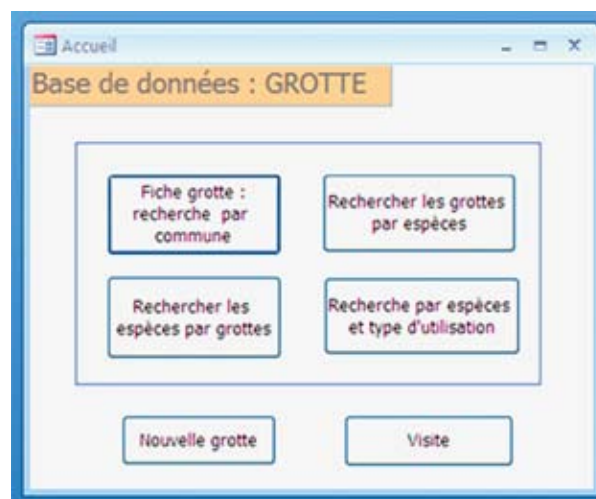 Accueil
Base de données : GROTTE
Fiche grotte :
recherche par
commune
Rechercher les grottes
par espèces
Rechercher les
espèces par grottes
Recherche par espèces
et type d'utilisation
Nouvelle grotte
Visite